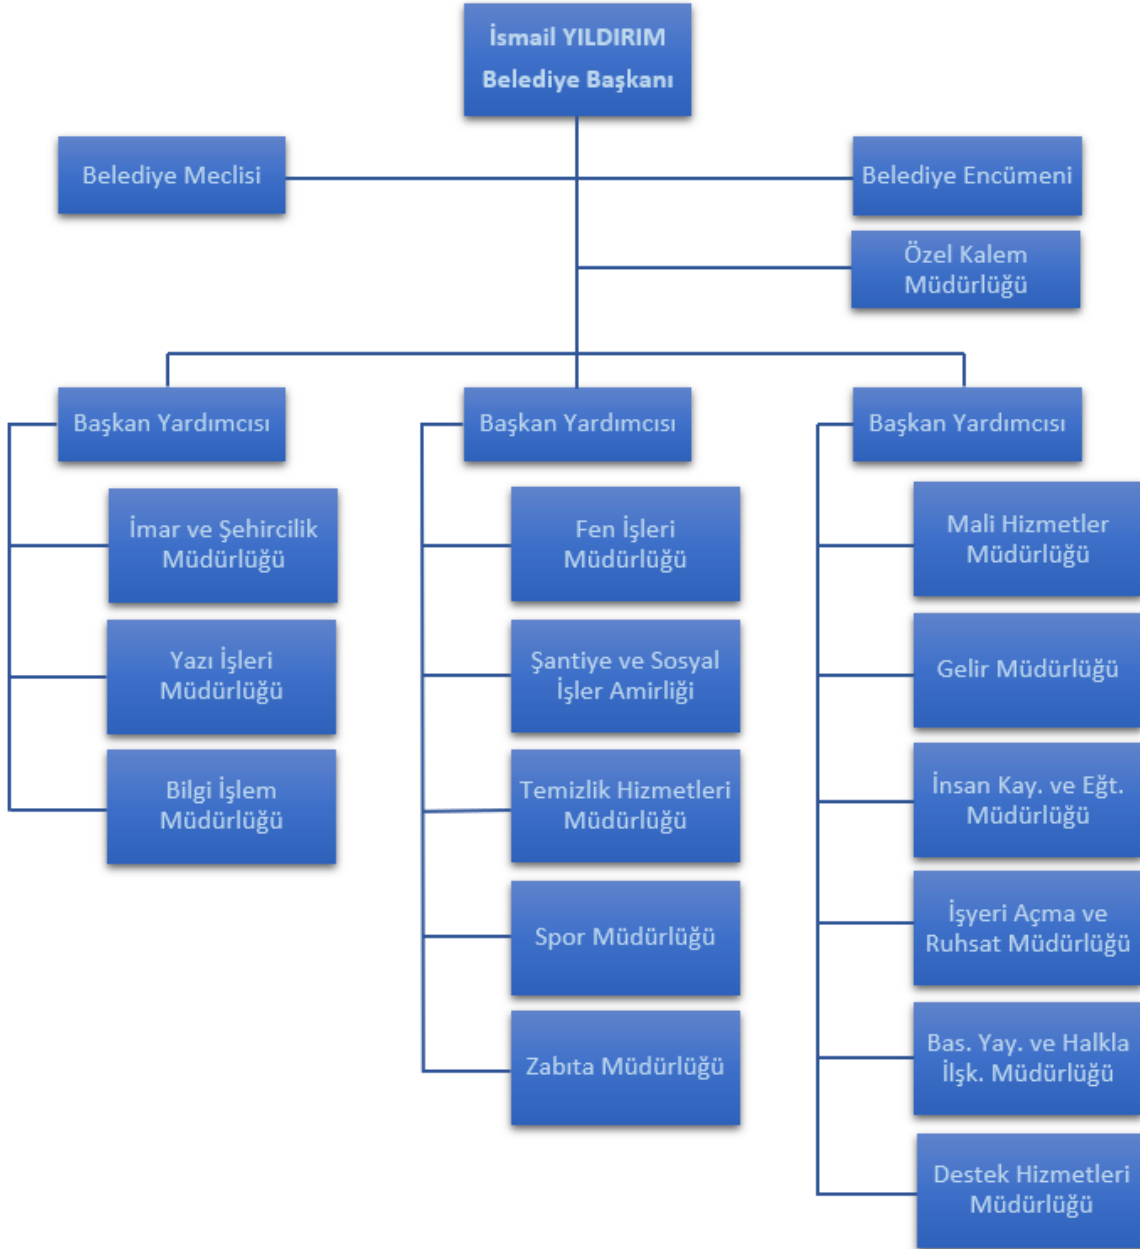 İsmail YILDIRIM
Belediye Başkanı
Belediye Meclisi
Belediye Encümeni
Özel Kalem
Müdürlüğü
Başkan Yardımcısı
Başkan Yardımcısı
Başkan Yardımcısı
İmar ve Şehircilik
Müdürlüğü
Yazı İşleri
Müdürlüğü
Bilgi İşlem
Müdürlüğü
Fen İşleri
Müdürlüğü
Şantiye ve Sosyal
İşler Amirliği
Temizlik Hizmetleri
Müdürlüğü
Spor Müdürlüğü
Zabıta Müdürlüğü
Mali Hizmetler
Müdürlüğü
Gelir Müdürlüğü
İnsan Kay. ve Eğt.
Müdürlüğü
İşyeri Açma ve
Ruhsat Müdürlüğü
Bas. Yay. ve Halkla
İlşk. Müdürlüğü
Destek Hizmetleri
Müdürlüğü